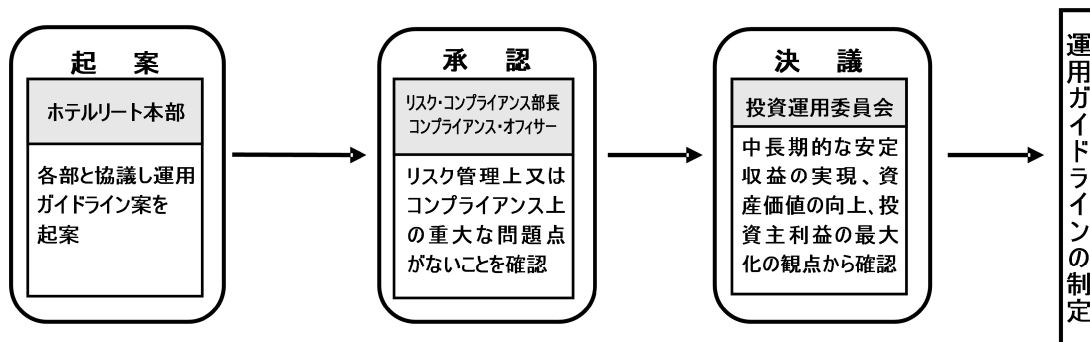 起 案
ホテルリート本部
各部と協議し運用
ガイドライン案を
起案
承 認
リスク・コンプライアンス部長
コンプライアンス・オフィサー
リスク管理上又は
コンプライアンス上
の重大な問題点
がないことを確認
決 議
投資運用委員会
中長期的な安定
収益の実現、資
産価値の向上、投
資主利益の最大
化の観点から確認
運用ガイドラインの制定